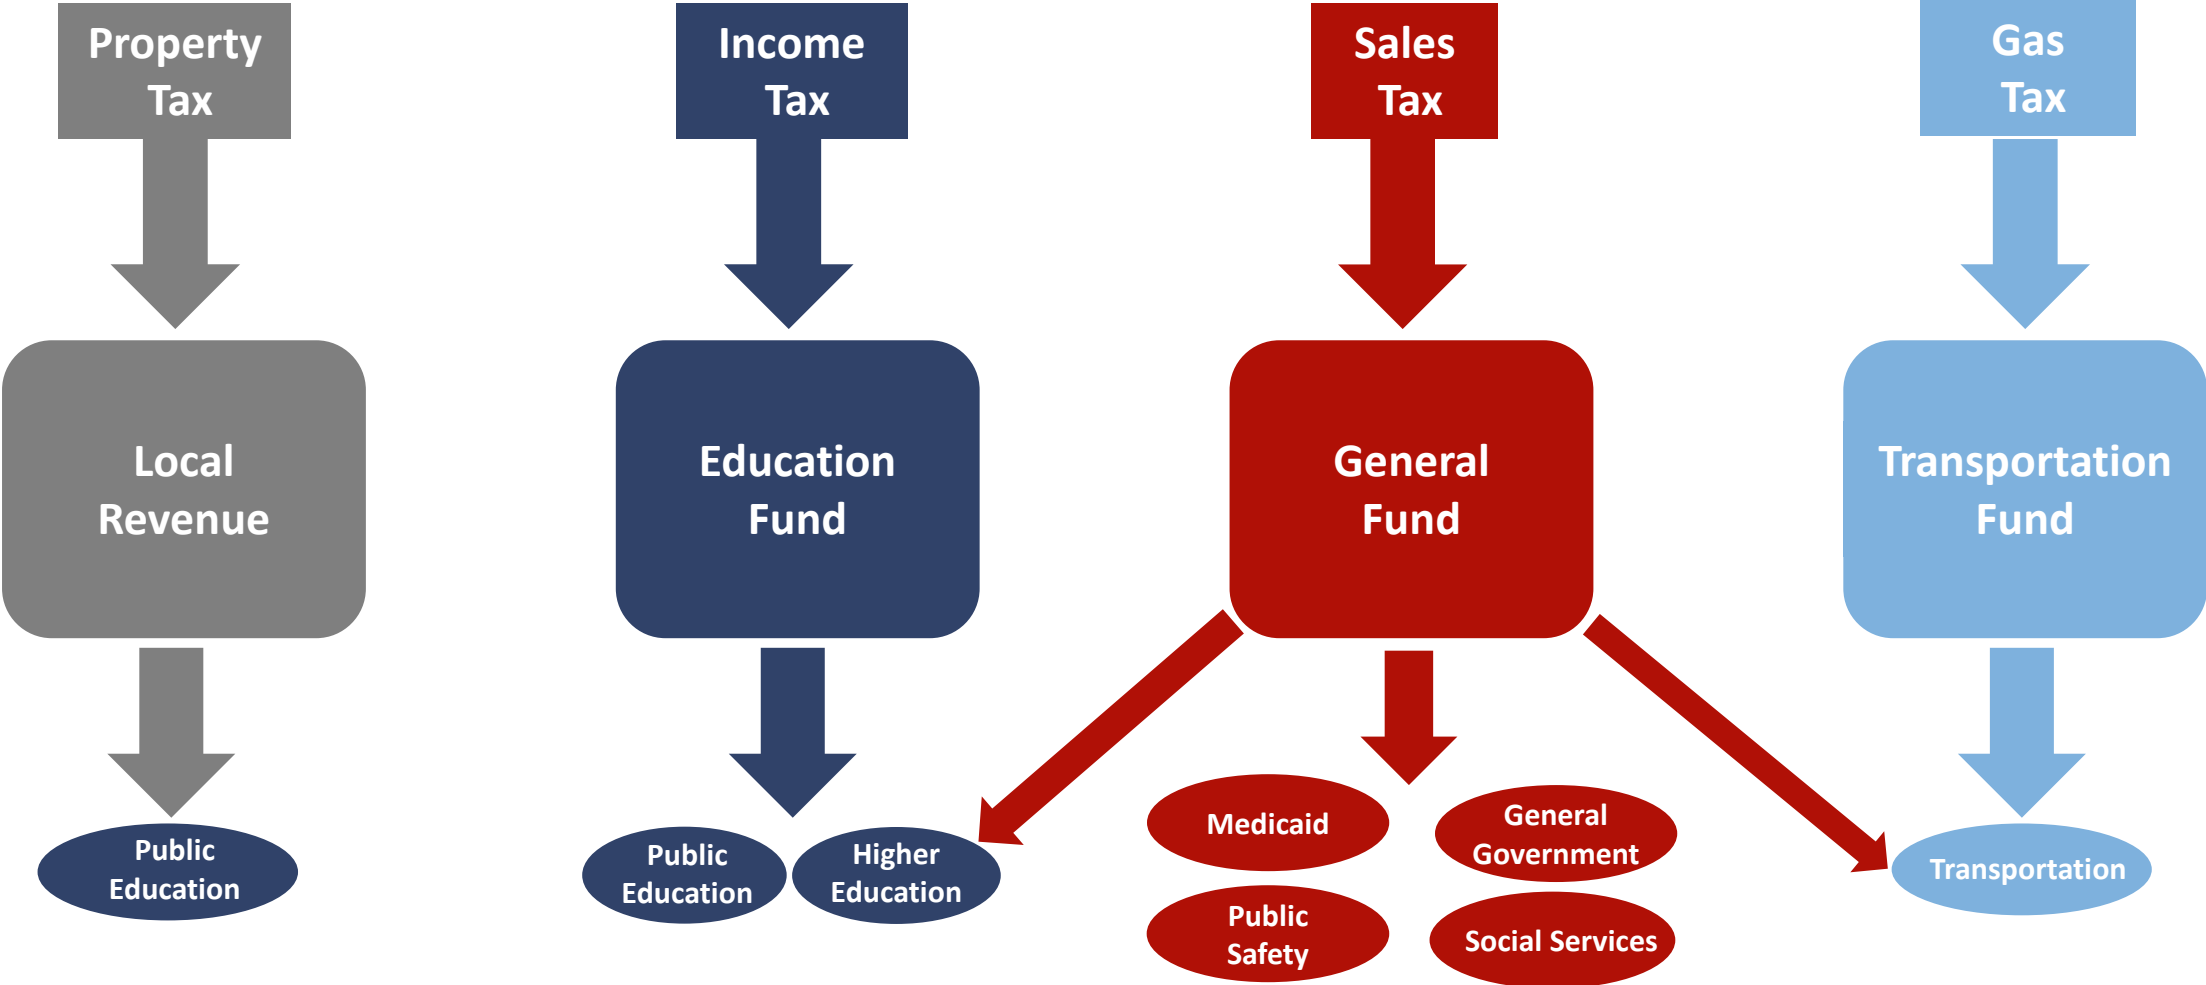 Property
Tax
Income
Tax
Sales
Tax
Gas
Tax
Local
Revenue
Education
Fund
General
Fund
Transportation
Fund
Public
Education
Public
Education
Higher
Education
Medicaid
General
Government
Public
Safety
Social Services
Transportation